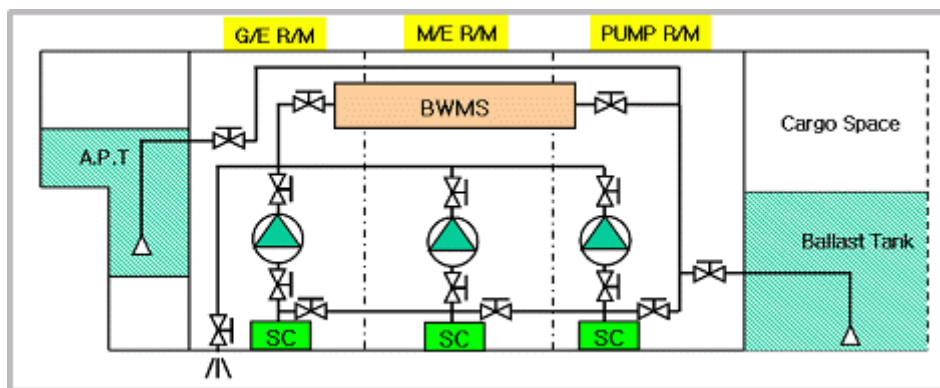 G/E R/M M/E R/M PUMP R/M
BWMS
Cargo Space
A.P.T
Ballast Tank
SC SC SC